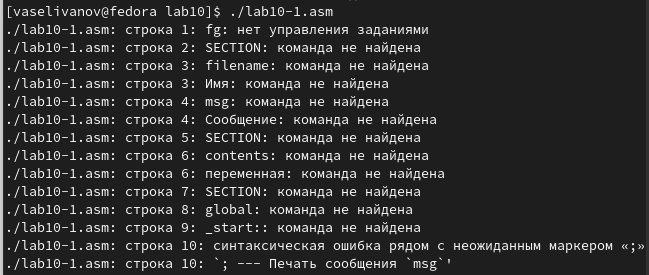 [vaselivanov@fedora lab10]$ ./lab10-1.asm
./lab10-1.asm: строка 1: fg: нет управления заданиями
./lab10-1.asm: строка 2: SECTION: команда не найдена
./lab10-1.asm: строка 3: filename: команда не найдена
./lab10-1.asm: строка 3: Имя: команда не найдена
./lab10-1.asm: строка 4: msg: команда не найдена
./lab10-1.asm: строка 4: Сообщение: команда не найдена
./lab10-1.asm: строка 5: SECTION: команда не найдена
./lab10-1.asm: строка 6: contents: команда не найдена
./lab10-1.asm: строка 6: переменная: команда не найдена
./lab10-1.asm: строка 7: SECTION: команда не найдена
./lab10-1.asm: строка 8: global: команда не найдена
./lab10-1.asm: строка 9: _start:: команда не найдена
./lab10-1.asm: строка 10: синтаксическая ошибка рядом с неожиданным маркером «;»
./lab10-1.asm: строка 10: `; --- Печать сообщения `msg`'